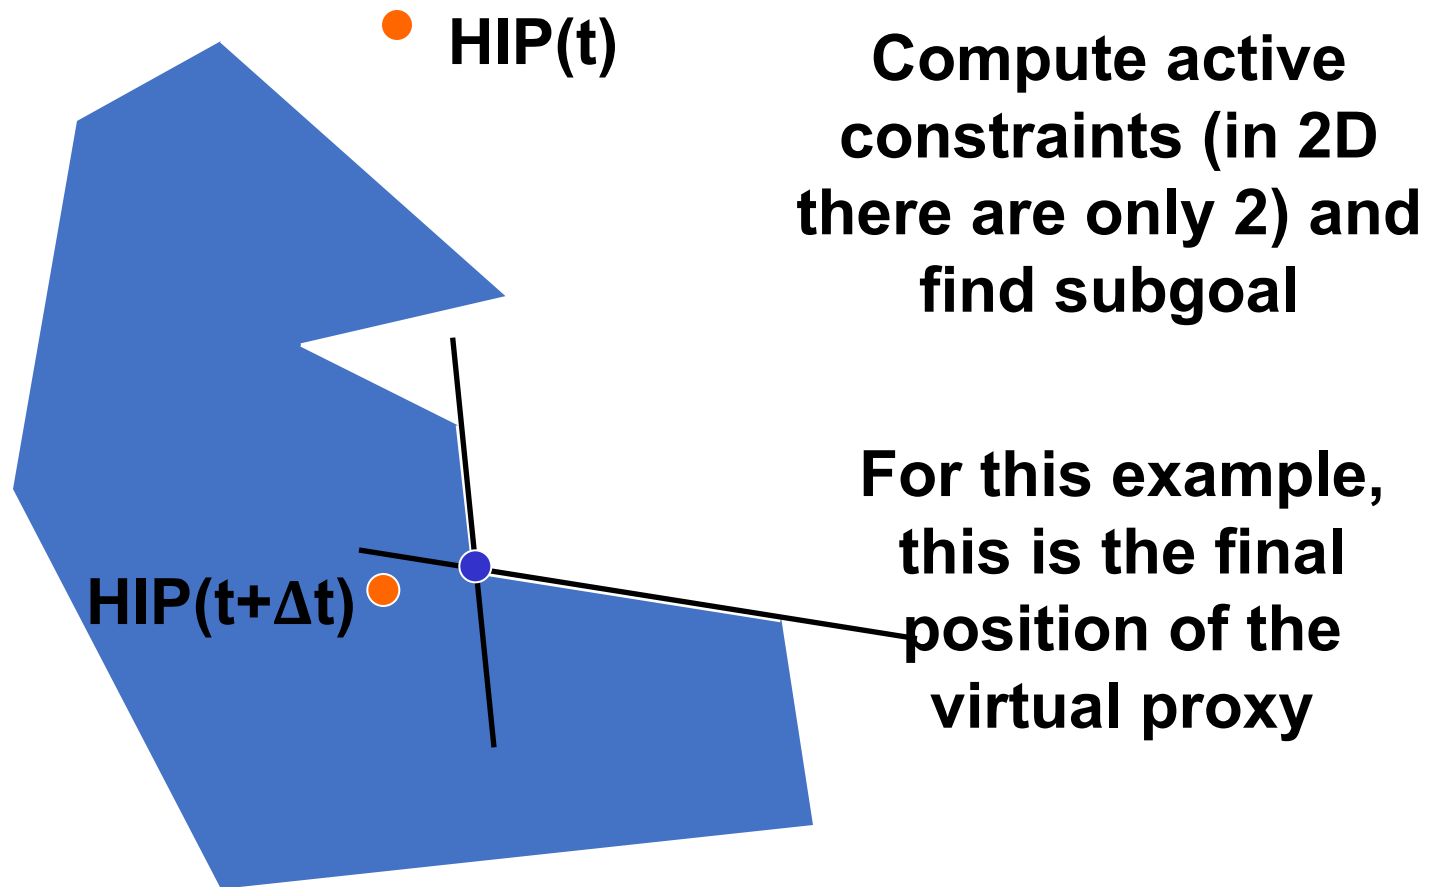 HIP(t)
Compute active
constraints (in 2D
there are only 2) and
find subgoal
For this example,
this is the final
position of the
virtual proxy
HIP(t+Δt)